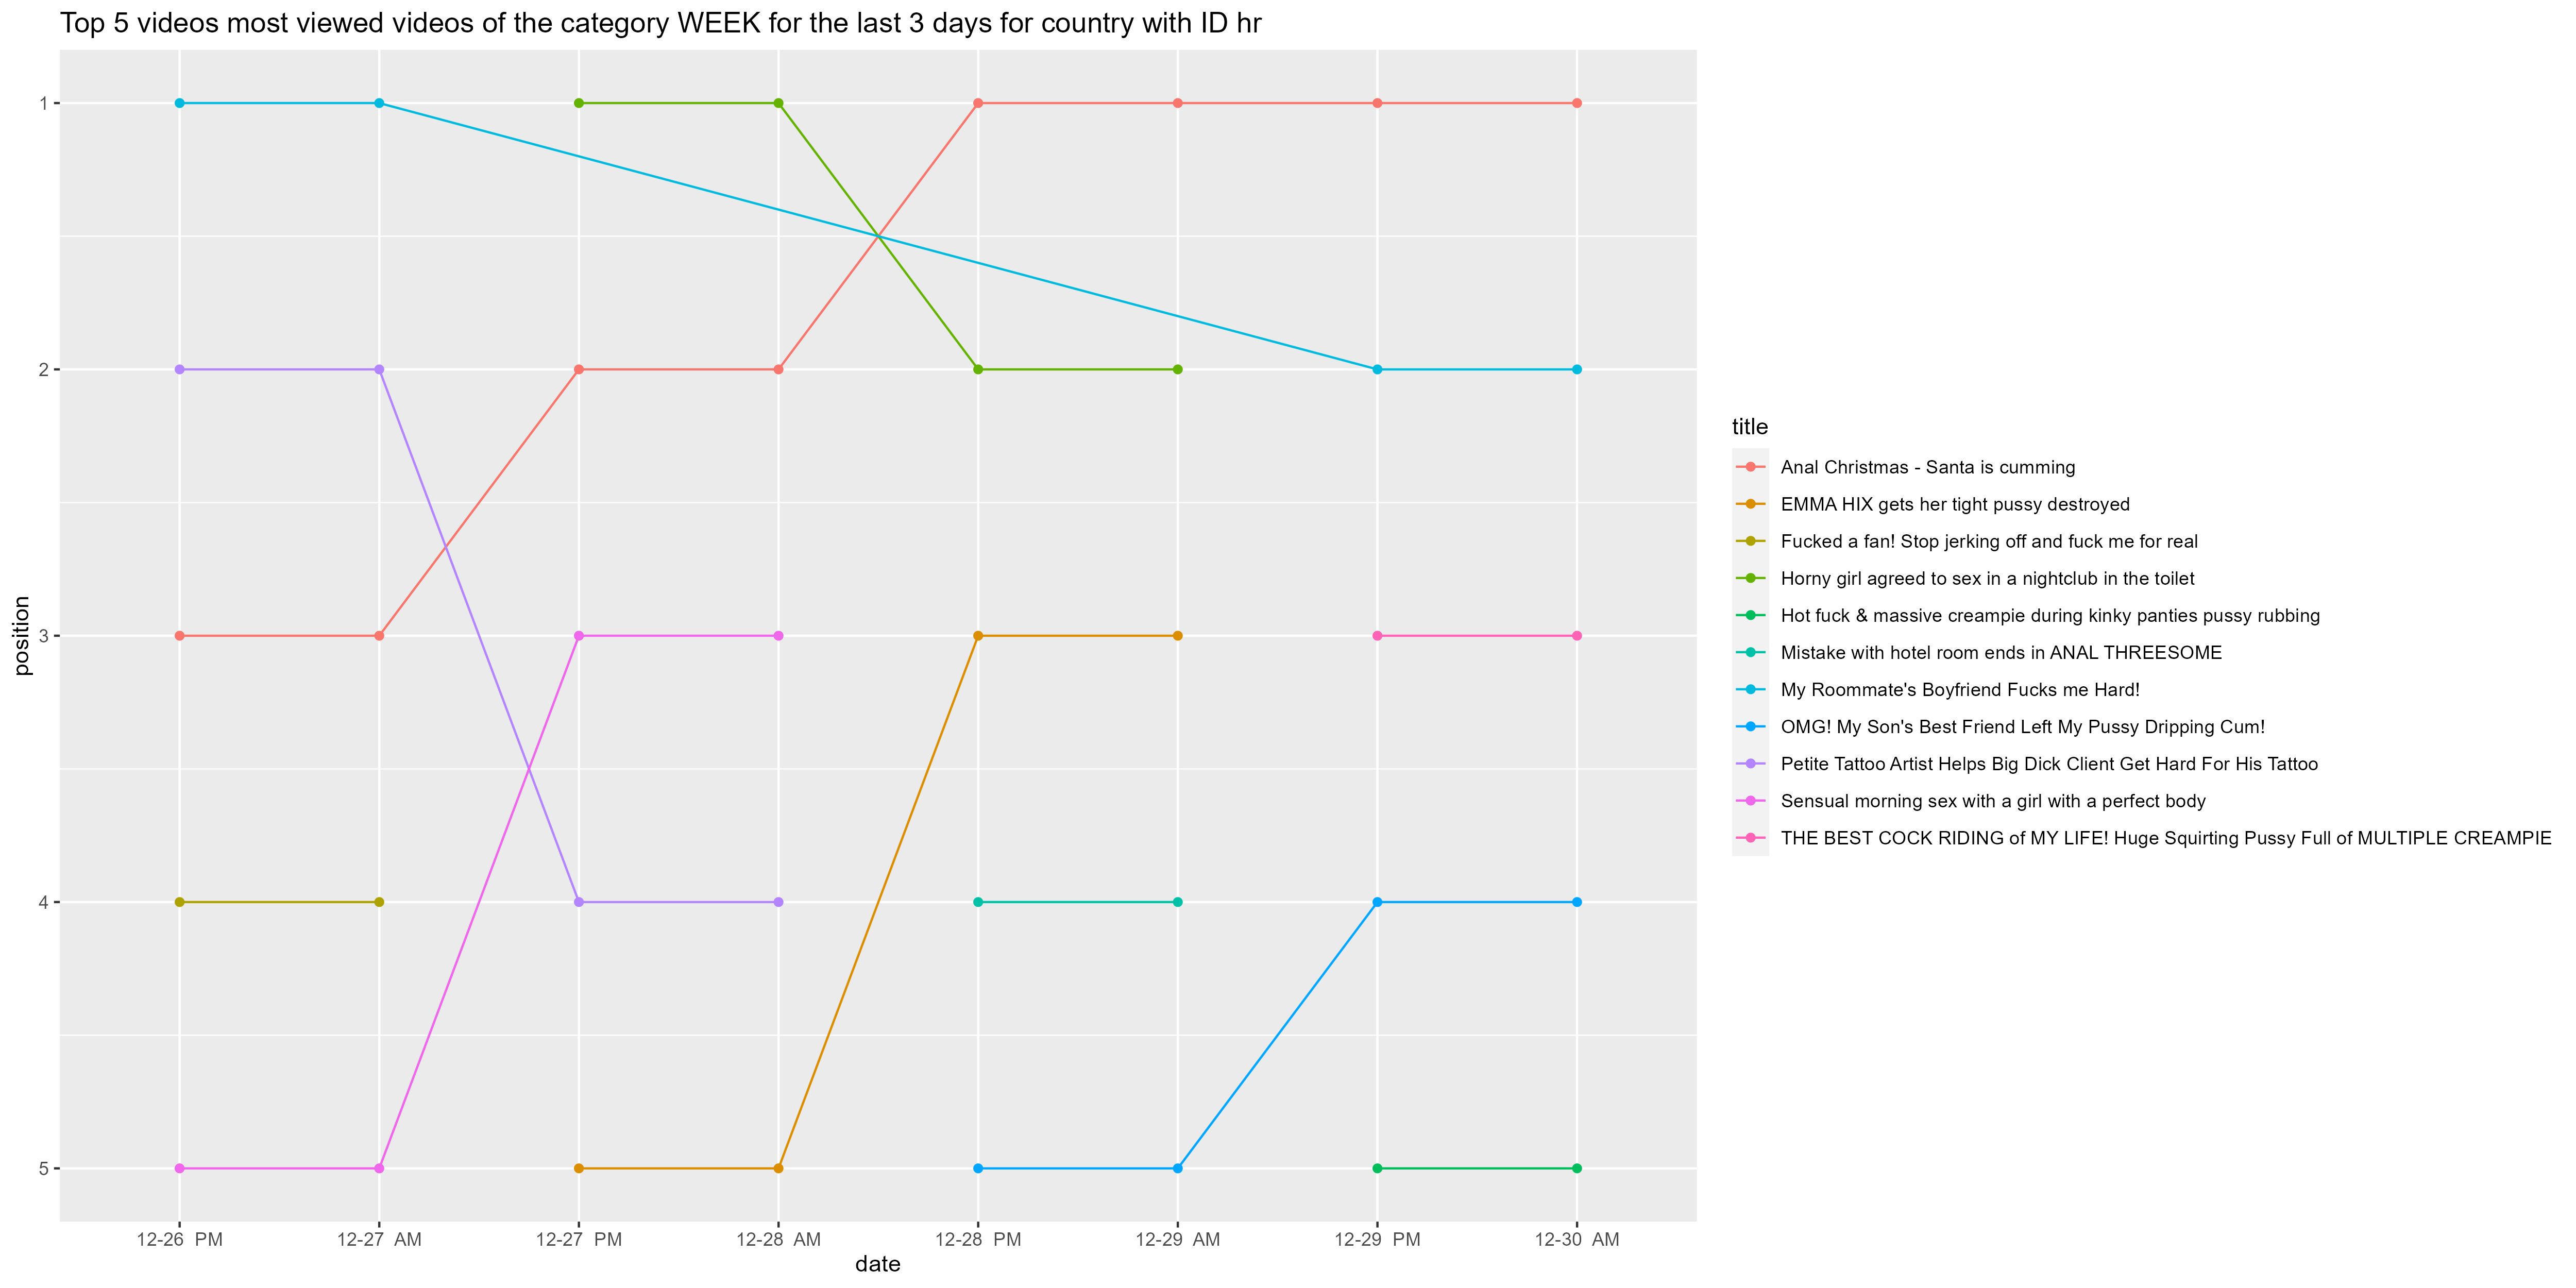 Top 5 videos most viewed videos of the category WEEK for the last 3 days for country with ID hr
1
2
3
4
5
position
12-26 PM
12-27 AM
12-27 PM
12-28 AM
12-28 PM
12-29 AM
12-29 PM
12-30 AM
date
title
Anal Christmas - Santa is cumming
EMMA HIX gets her tight pussy destroyed
Fucked a fan! Stop jerking off and fuck me for real
Horny girl agreed to sex in a nightclub in the toilet
Hot fuck & massive creampie during kinky panties pussy rubbing
Mistake with hotel room ends in ANAL THREESOME
My Roommate's Boyfriend Fucks me Hard!
OMG! My Son's Best Friend Left My Pussy Dripping Cum!
Petite Tattoo Artist Helps Big Dick Client Get Hard For His Tattoo
Sensual morning sex with a girl with a perfect body
THE BEST COCK RIDING of MY LIFE! Huge Squirting Pussy Full of MULTIPLE CREAMPIE